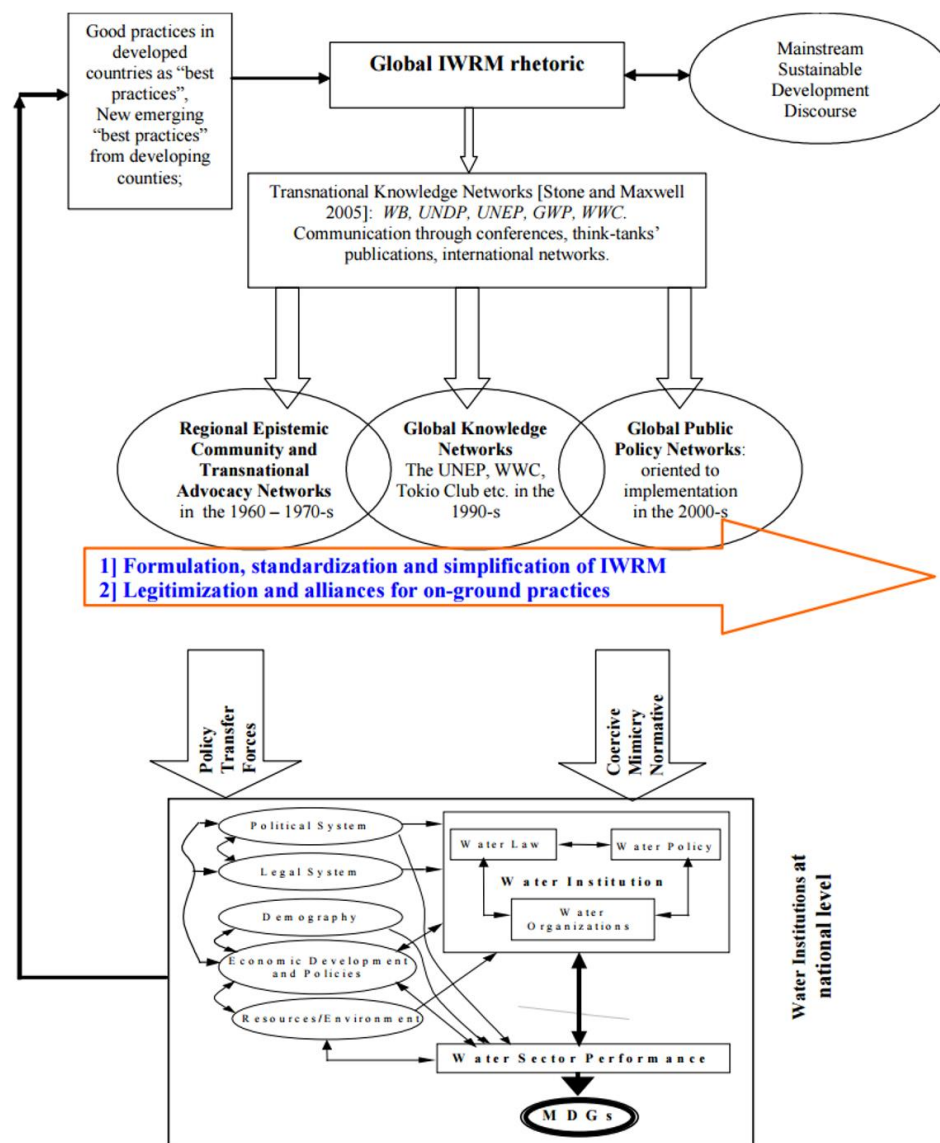 Good practices in
developed
countries as “best
practices”,
New emerging
“best practices”
from developing
counties;
Global IWRM rhetoric
Mainstream
Sustainable
Development
Discourse
Transnational Knowledge Networks [Stone and Maxwell
2005]: WB, UNDP, UNEP, GWP, WWC.
Communication through conferences, think-tanks’
publications, international networks.
Regional Epistemic
Community and
Transnational
Advocacy Networks
in the 1960 – 1970-s
Global Knowledge
Networks
The UNEP, WWC,
Tokio Club etc. in the
1990-s
Global Public
Policy Networks:
oriented to
implementation
in the 2000-s
1] Formulation, standardization and simplification of IWRM
2] Legitimization and alliances for on-ground practices
Policy
Transfer
Forces
Coercive
Mimicry
Normative
Political System
Legal System
Demography
Economic Development
and Policies
Resources/Environment
Water Law
Water Policy
Water Institution
Water
Organizations
Water Sector Performance
MDGs
Water Institutions at
national level